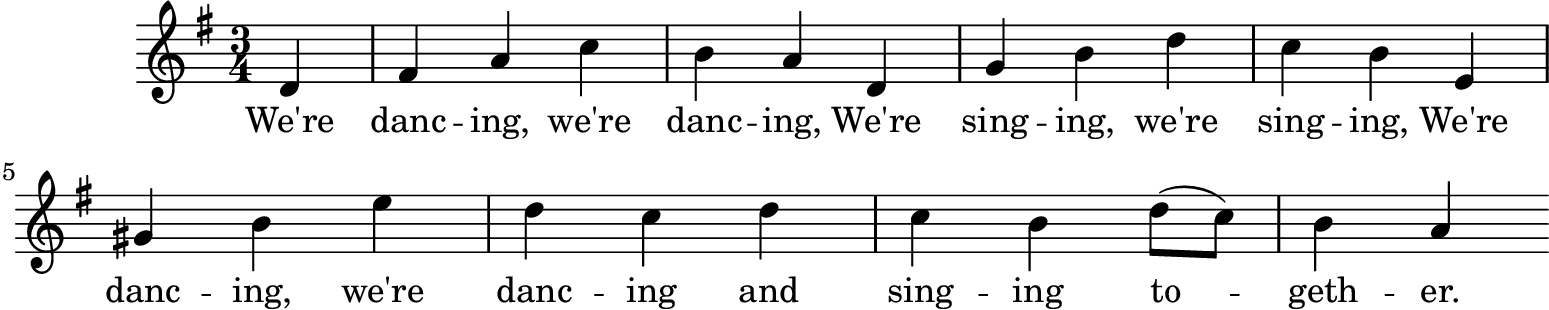 3
4
We're danc - ing, we're danc - ing, We're sing - ing, we're sing - ing, We're
5
danc - ing, we're danc - ing and sing - ing to - geth - er.